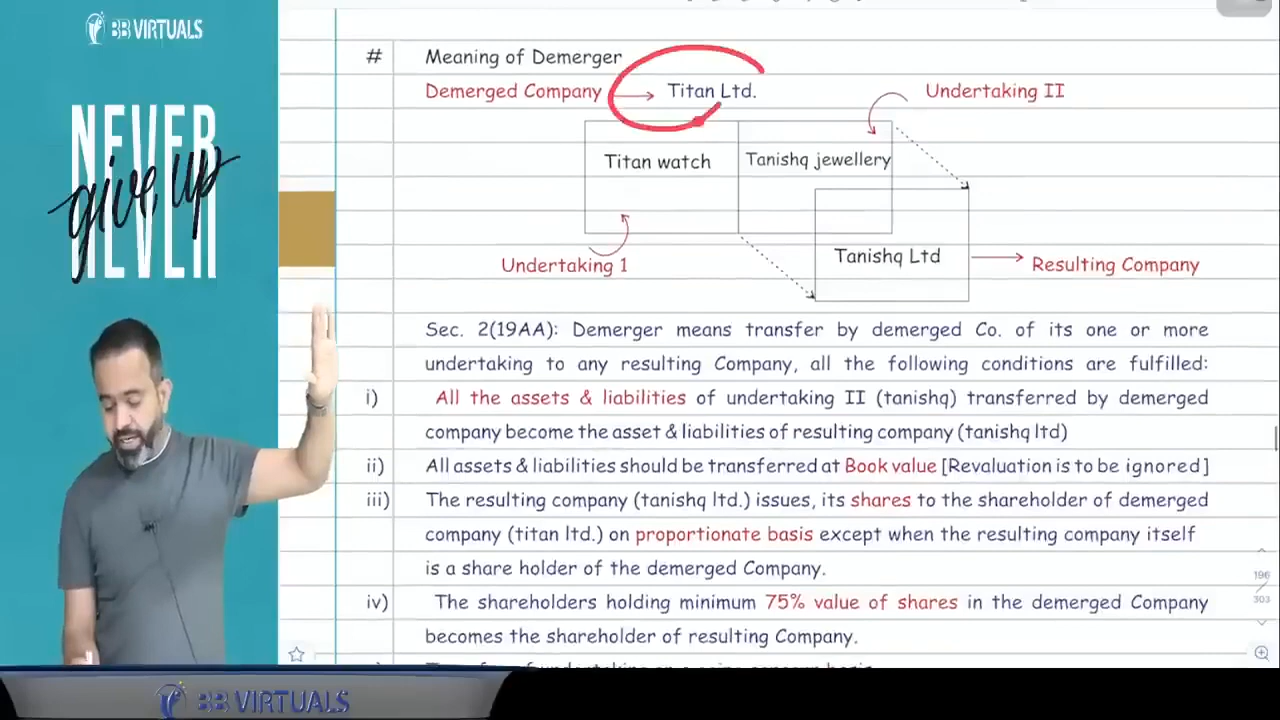 BB VIRTUALS
NEVER
give up
NEVER
# Meaning of Demerger
Demerged Company Titan Ltd. Undertaking II
Titan watch Tanishq jewellery
Tanishq Ltd
Undertaking 1 Resulting Company
Sec. 2(19AA): Demerger means transfer by demerged Co. of its one or more
undertaking to any resulting Company, all the following conditions are fulfilled:
i) All the assets & liabilities of undertaking II (tanishq) transferred by demerged
company become the asset & liabilities of resulting company (tanishq ltd)
ii) All assets & liabilities should be transferred at Book value [Revaluation is to be ignored]
iii) The resulting company (tanishq ltd.) issues, its shares to the shareholder of demerged
company (titan ltd.) on proportionate basis except when the resulting company itself
is a share holder of the demerged Company.
iv) The shareholders holding minimum 75% value of shares in the demerged Company
becomes the shareholder of resulting Company.
196
303
BB VIRTUALS